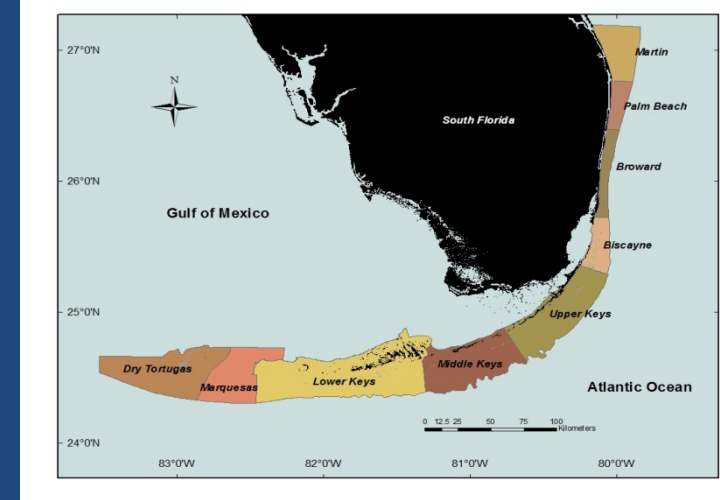 27°0'N
Martin
N
Palm Beach
South Florida
Broward
26°0'N
Gulf of Mexico
Biscayne
25°0'N
Upper Keys
Dry Tortugas
Middle Keys
Marquesas
Lower Keys
Atlantic Ocean
0 12.5 25 50 75 100
Kilometers
24°0'N
83°0'W 82°0'W 81°0'W 80°0'W